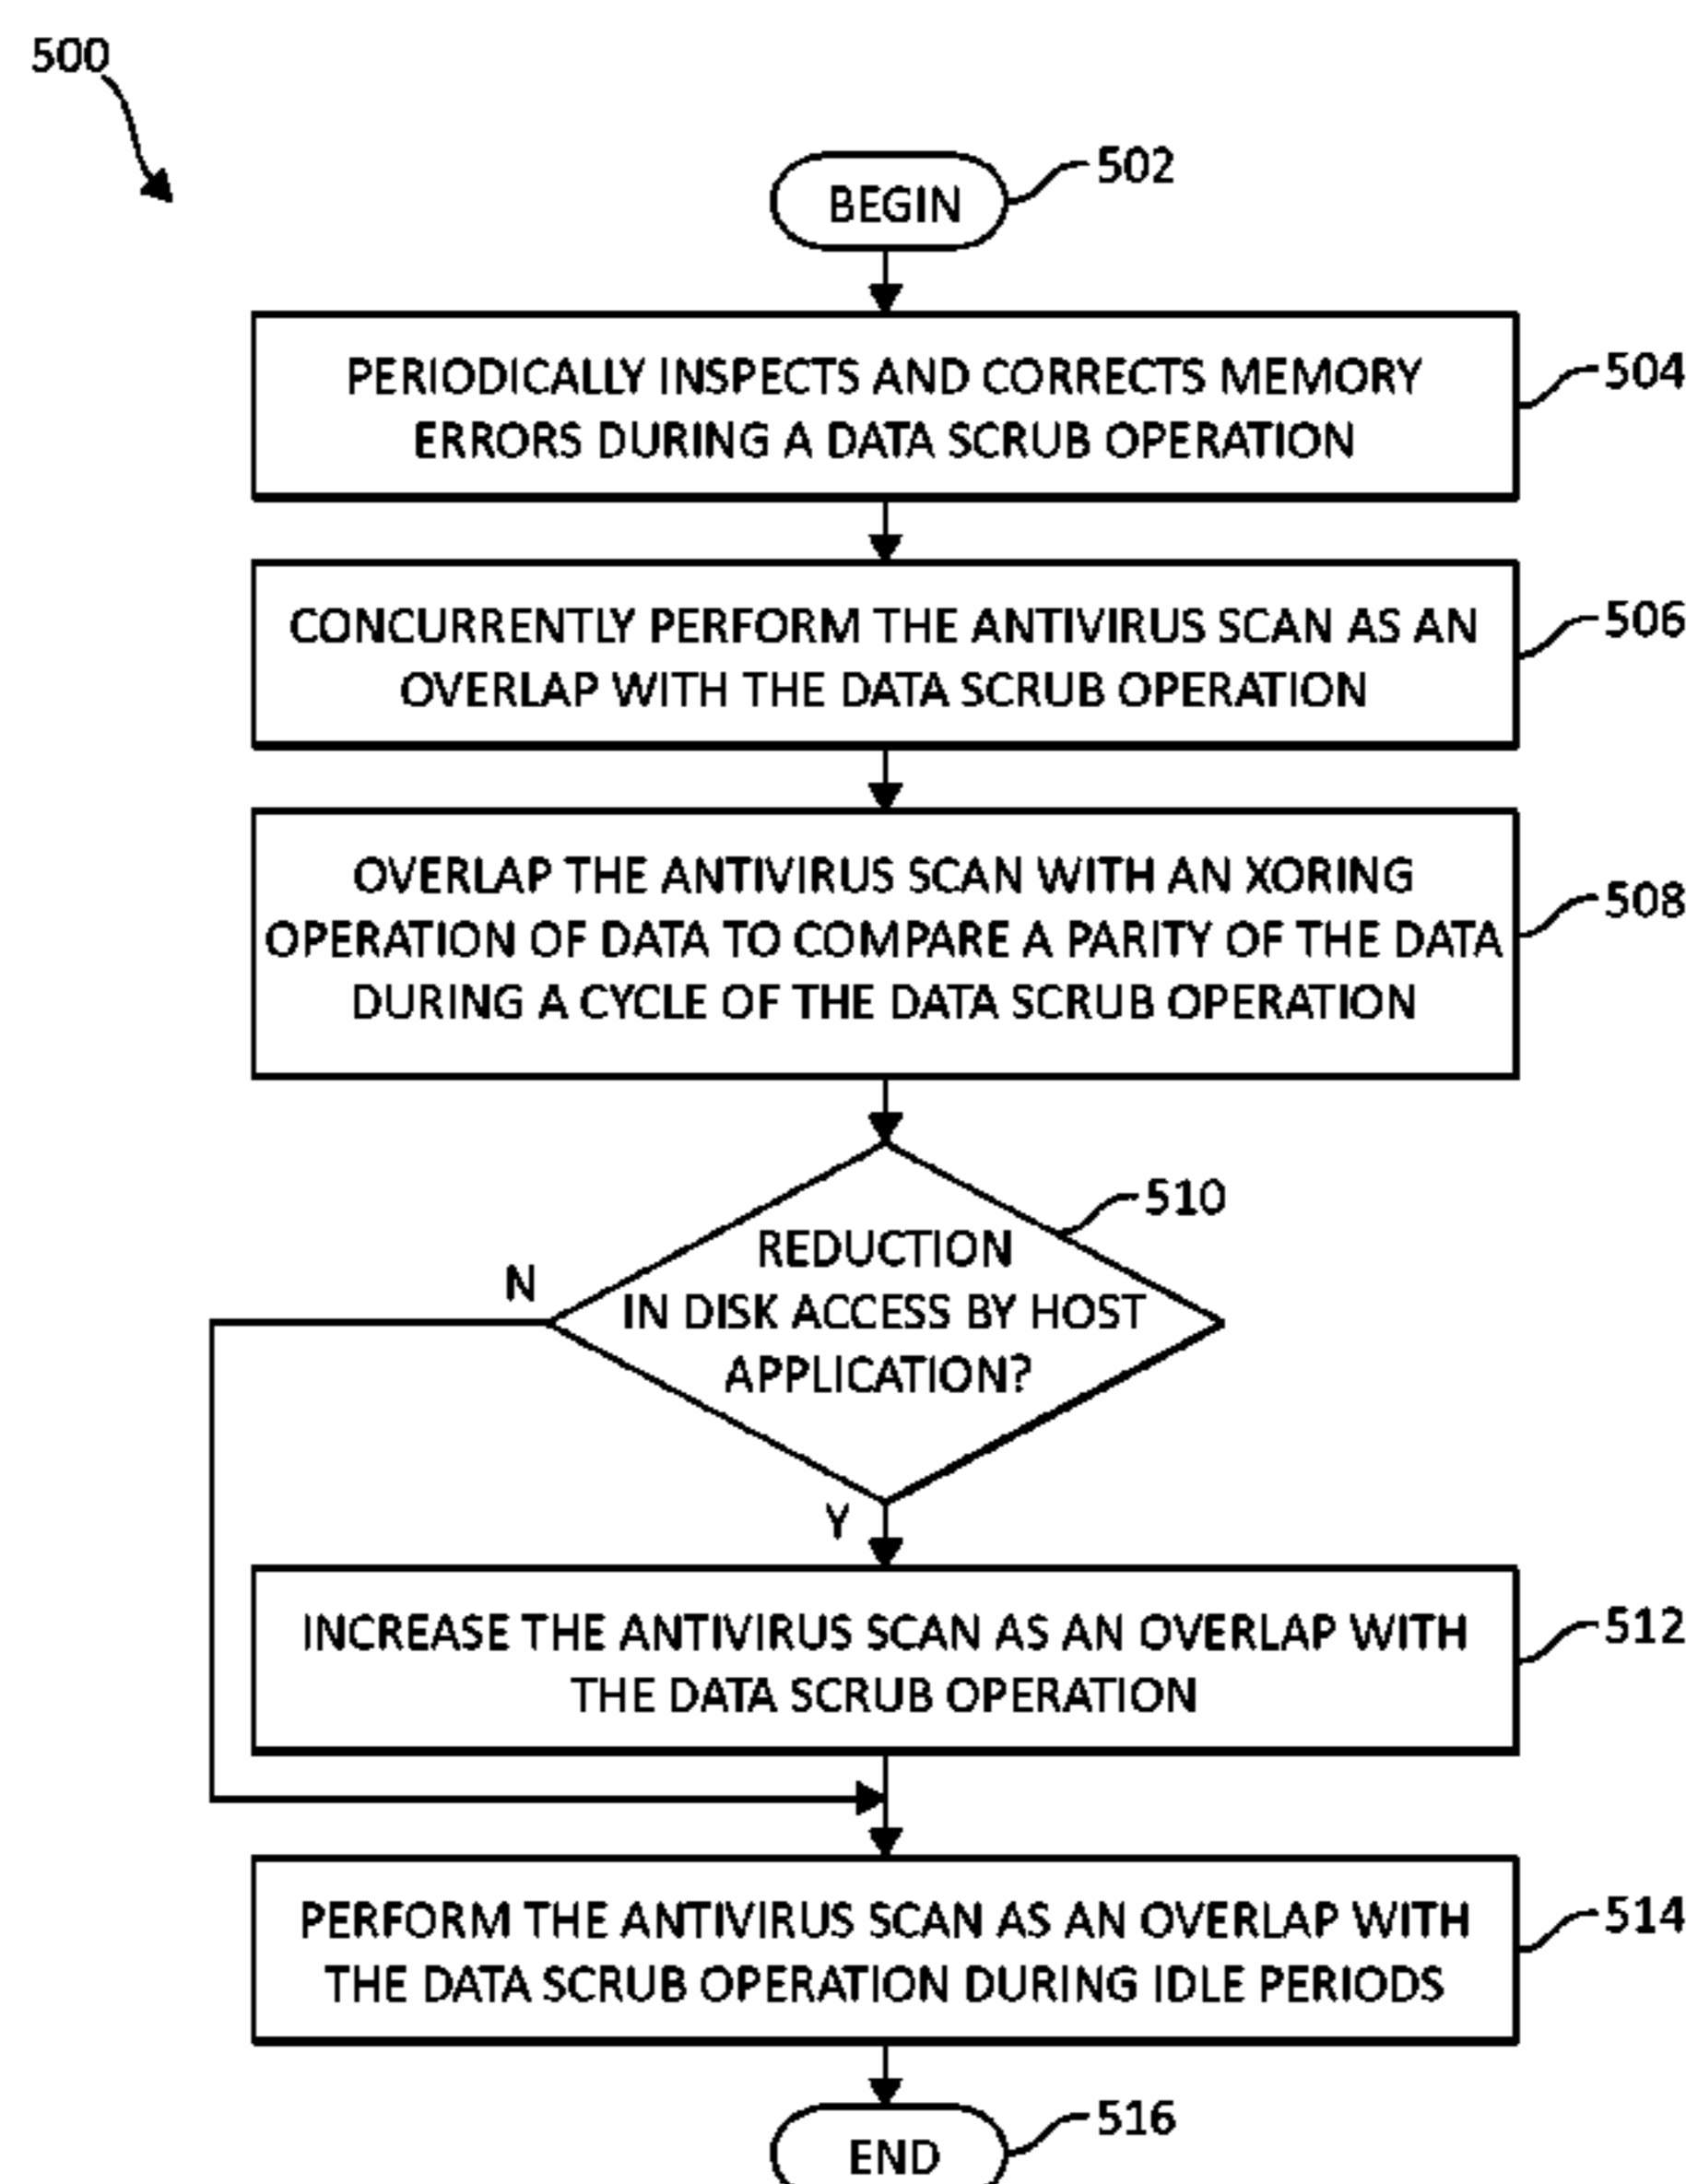 500
BEGIN
502
PERIODICALLY INSPECTS AND CORRECTS MEMORY
ERRORS DURING A DATA SCRUB OPERATION
504
CONCURRENTLY PERFORM THE ANTIVIRUS SCAN AS AN
OVERLAP WITH THE DATA SCRUB OPERATION
506
OVERLAP THE ANTIVIRUS SCAN WITH AN XORING
OPERATION OF DATA TO COMPARE A PARITY OF THE DATA
DURING A CYCLE OF THE DATA SCRUB OPERATION
508
REDUCTION
IN DISK ACCESS BY HOST
APPLICATION?
510
N
Y
INCREASE THE ANTIVIRUS SCAN AS AN OVERLAP WITH
THE DATA SCRUB OPERATION
512
PERFORM THE ANTIVIRUS SCAN AS AN OVERLAP WITH
THE DATA SCRUB OPERATION DURING IDLE PERIODS
514
END
516